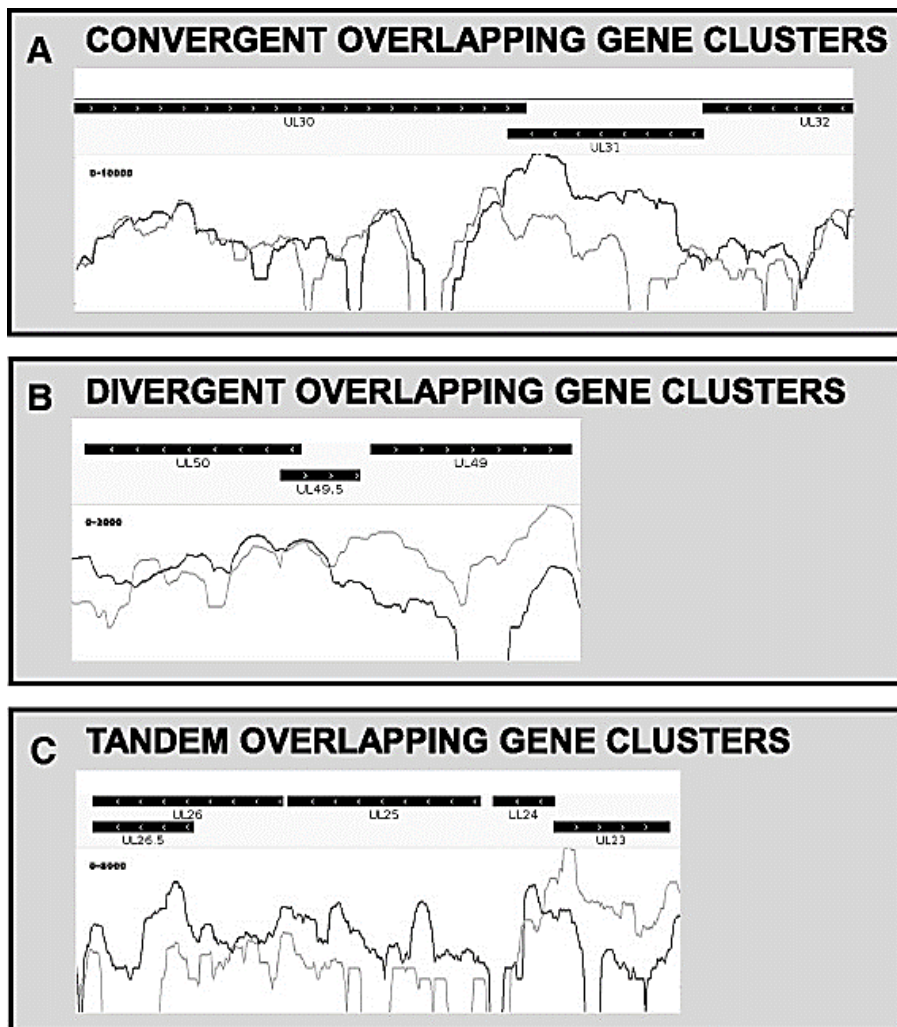 A CONVERGENT OVERLAPPING GENE CLUSTERS
UL30 UL32
UL31
0-10000
B DIVERGENT OVERLAPPING GENE CLUSTERS
UL50 UL49
UL49.5
0-2000
C TANDEM OVERLAPPING GENE CLUSTERS
UL26 UL25 UL24
UL26.5 UL23
0-8000